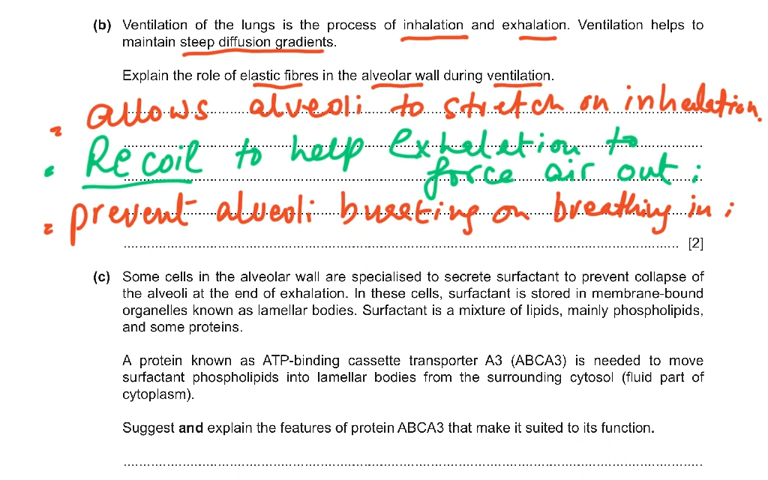 (b) Ventilation of the lungs is the process of inhalation and exhalation. Ventilation helps to
maintain steep diffusion gradients.
Explain the role of elastic fibres in the alveolar wall during ventilation.
allows alveoli to stretch on inhalation.
Recoil to help exhelation to
force air out ;
prevent alveoli bursting on breathing in ;
[2]
(c) Some cells in the alveolar wall are specialised to secrete surfactant to prevent collapse of
the alveoli at the end of exhalation. In these cells, surfactant is stored in membrane-bound
organelles known as lamellar bodies. Surfactant is a mixture of lipids, mainly phospholipids,
and some proteins.
A protein known as ATP-binding cassette transporter A3 (ABCA3) is needed to move
surfactant phospholipids into lamellar bodies from the surrounding cytosol (fluid part of
cytoplasm).
Suggest and explain the features of protein ABCA3 that make it suited to its function.